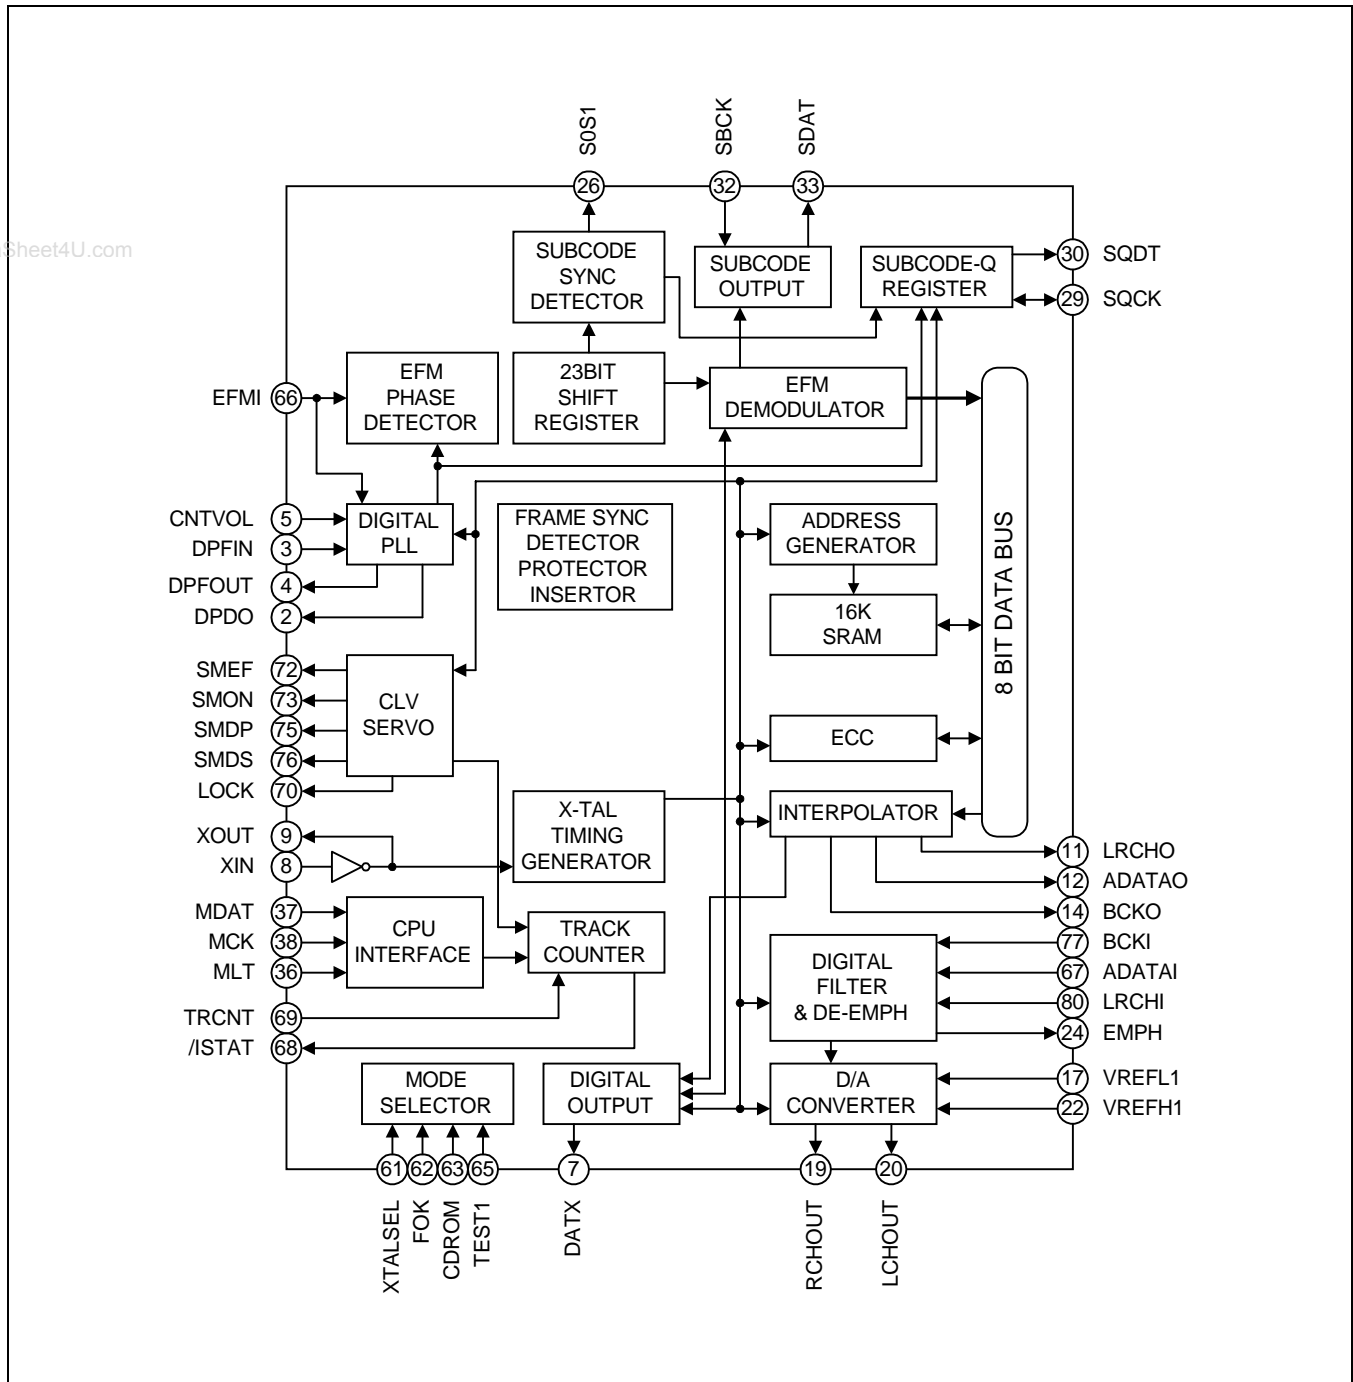 S0S1
SBCK
SDAT
26
32
33
Sheet4U.com
SUBCODE
SYNC
DETECTOR
SUBCODE
OUTPUT
SUBCODE-Q
REGISTER
30 SQDT
29 SQCK
EFMI 66
EFM
PHASE
DETECTOR
23BIT
SHIFT
REGISTER
EFM
DEMODULATOR
8 BIT DATA BUS
CNTVOL 5
DPFIN 3
DPFOUT 4
DPDO 2
DIGITAL
PLL
FRAME SYNC
DETECTOR
PROTECTOR
INSERTOR
ADDRESS
GENERATOR
16K
SRAM
SMEF 72
SMON 73
SMDP 75
SMDS 76
LOCK 70
CLV
SERVO
ECC
XOUT 9
XIN 8
X-TAL
TIMING
GENERATOR
INTERPOLATOR
11 LRCHO
12 ADATAO
14 BCKO
77 BCKI
67 ADATAI
80 LRCHI
24 EMPH
MDAT 37
MCK 38
MLT 36
CPU
INTERFACE
TRACK
COUNTER
DIGITAL
FILTER
& DE-EMPH
TRCNT 69
/ISTAT 68
MODE
SELECTOR
DIGITAL
OUTPUT
D/A
CONVERTER
17 VREFL1
22 VREFH1
61
62
63
65
7
19
20
XTALSEL
FOK
CDROM
TEST1
DATX
RCHOUT
LCHOUT